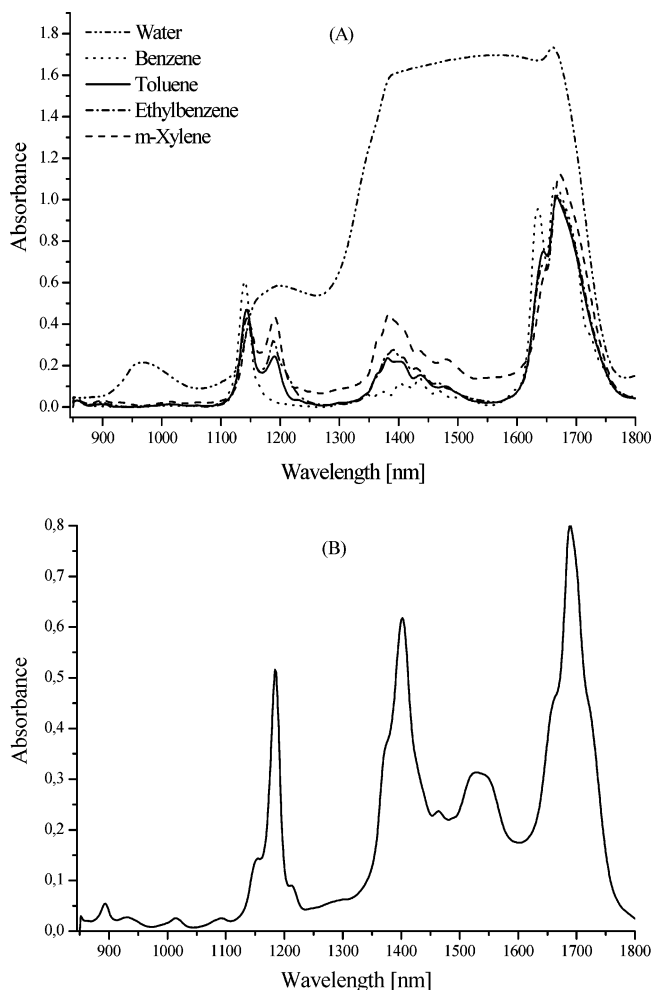 (A)
Water
Benzene
Toluene
Ethylbenzene
m-Xylene
1.8
1.6
1.4
1.2
1.0
0.8
0.6
0.4
0.2
0.0
Absorbance
900 1000 1100 1200 1300 1400 1500 1600 1700 1800
Wavelength [nm]
(B)
0,8
0,7
0,6
0,5
0,4
0,3
0,2
0,1
0,0
Absorbance
900 1000 1100 1200 1300 1400 1500 1600 1700 1800
Wavelength [nm]